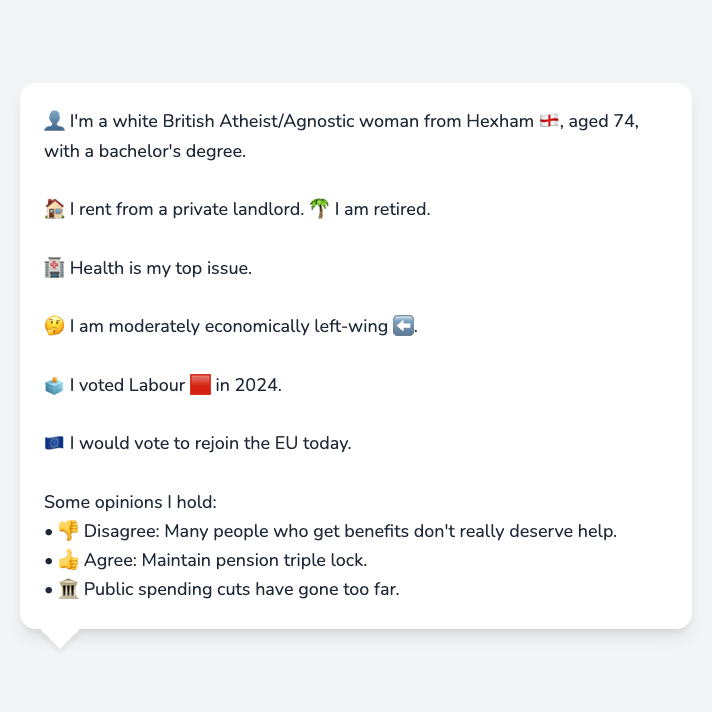 👤 I'm a white British Atheist/Agnostic woman from Hexham 🏴󠁧󠁢󠁥󠁮󠁧󠁿, aged 74,
with a bachelor's degree.
🏠 I rent from a private landlord. 🌴 I am retired.
🏥 Health is my top issue.
🤔 I am moderately economically left-wing ⬅️.
🗳️ I voted Labour 🟥 in 2024.
🇪🇺 I would vote to rejoin the EU today.
Some opinions I hold:
• 👎 Disagree: Many people who get benefits don't really deserve help.
• 👍 Agree: Maintain pension triple lock.
• 🏛️ Public spending cuts have gone too far.